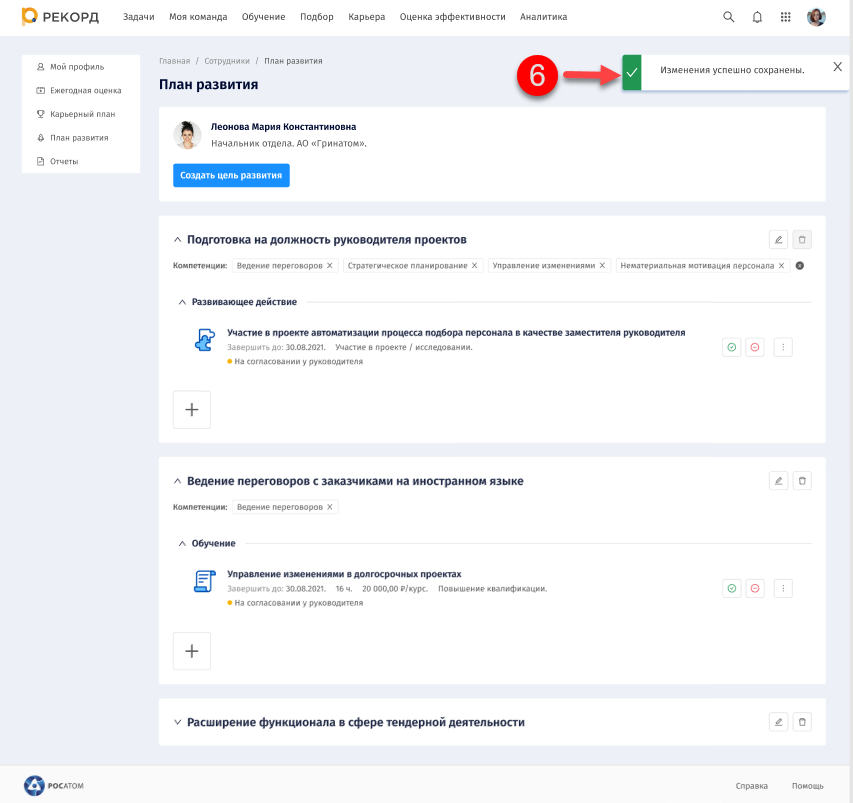 РЕКОРД Задачи Моя команда Обучение Подбор Карьера Оценка эффективности Аналитика
Мой профиль
Ежегодная оценка
Карьерный план
План развития
Отчеты
Главная / Сотрудники / План развития
План развития
6
Изменения успешно сохранены.
Леонова Мария Константиновна
Начальник отдела. АО «Гринатом».
Создать цель развития
Подготовка на должность руководителя проектов
Компетенции: Ведение переговоров Стратегическое планирование Управление изменениями Нематериальная мотивация персонала
Развивающее действие
Участие в проекте автоматизации процесса подбора персонала в качестве заместителя руководителя
Завершить до: 30.08.2021. Участие в проекте / исследовании.
На согласовании у руководителя
Ведение переговоров с заказчиками на иностранном языке
Компетенции: Ведение переговоров
Обучение
Управление изменениями в долгосрочных проектах
Завершить до: 30.08.2021. 16 ч. 20 000,00 ₽/курс. Повышение квалификации.
На согласовании у руководителя
Расширение функционала в сфере тендерной деятельности
РОСАТОМ
Справка Помощь